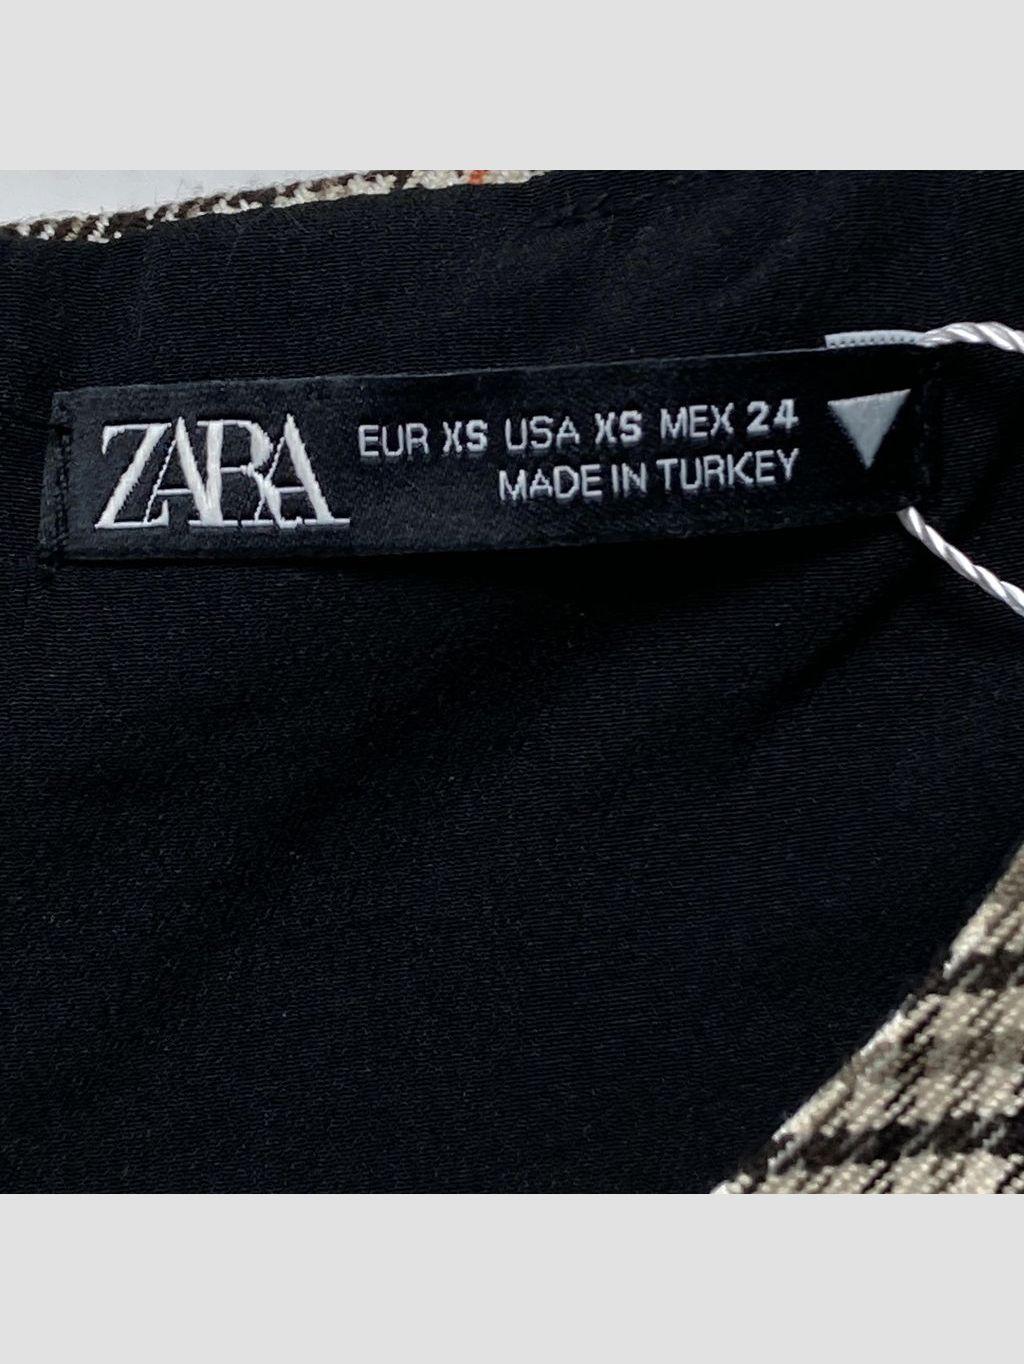 ZARA
EUR XS USA XS MEX 24
MADE IN TURKEY